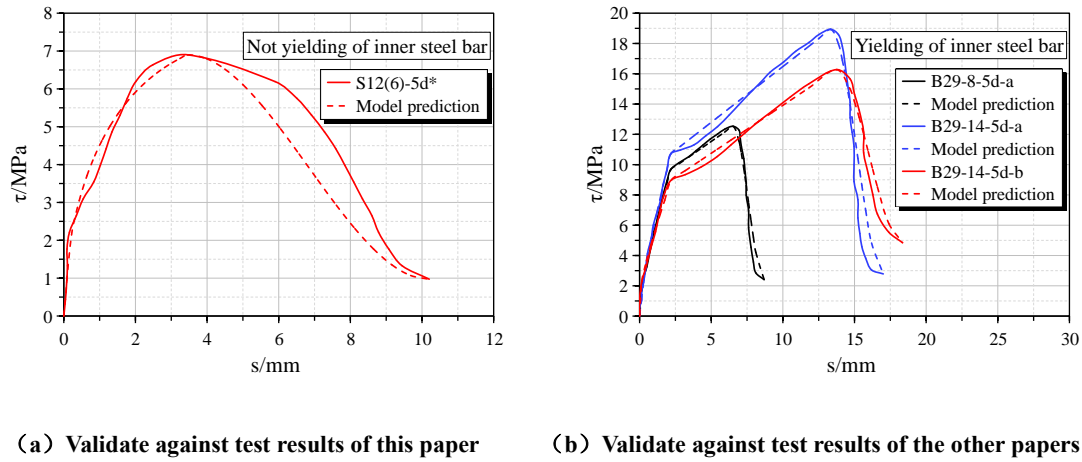 8
7
6
5
4
3
2
1
0
τ/MPa
Not yielding of inner steel bar
S12(6)-5d*
Model prediction
0 2 4 6 8 10 12
s/mm
20
18
16
14
12
10
8
6
4
2
0
τ/MPa
Yielding of inner steel bar
B29-8-5d-a
Model prediction
B29-14-5d-a
Model prediction
B29-14-5d-b
Model prediction
0 5 10 15 20 25 30
s/mm
（a）Validate against test results of this paper
（b）Validate against test results of the other papers